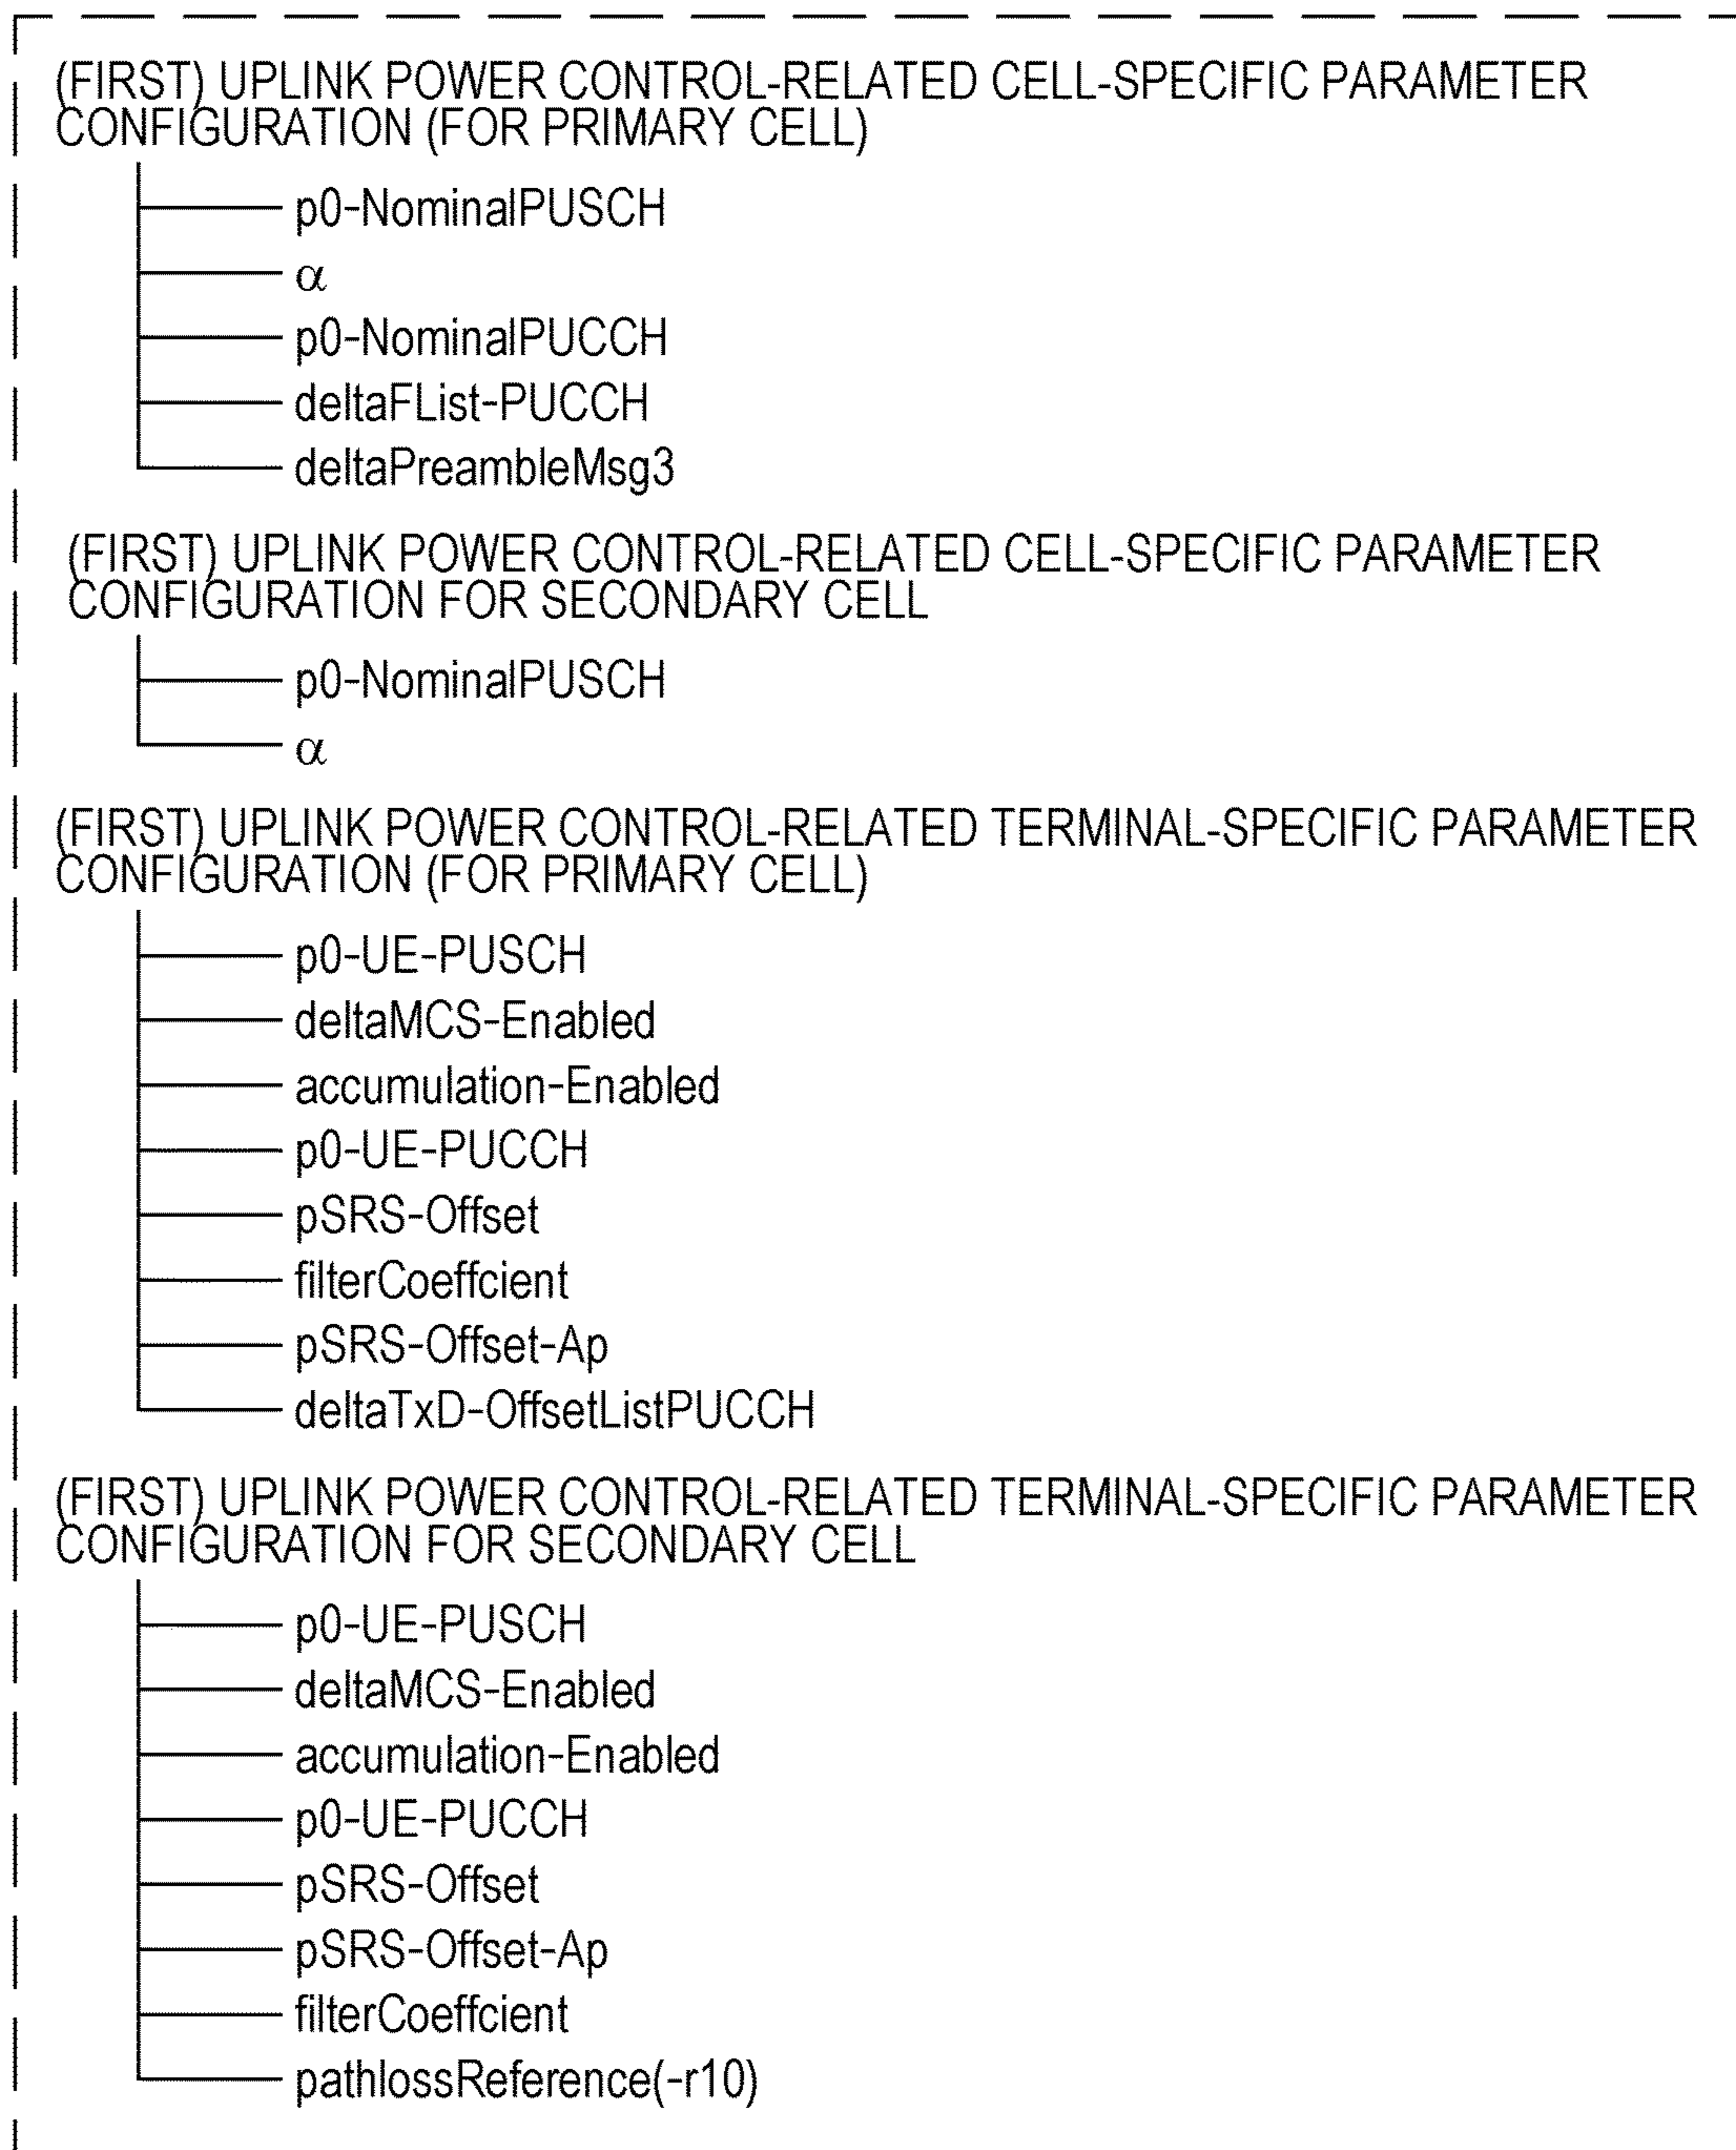 (FIRST) UPLINK POWER CONTROL-RELATED CELL-SPECIFIC PARAMETER
CONFIGURATION (FOR PRIMARY CELL)
p0-NominalPUSCH
α
p0-NominalPUCCH
deltaFList-PUCCH
deltaPreambleMsg3
(FIRST) UPLINK POWER CONTROL-RELATED CELL-SPECIFIC PARAMETER
CONFIGURATION FOR SECONDARY CELL
p0-NominalPUSCH
α
(FIRST) UPLINK POWER CONTROL-RELATED TERMINAL-SPECIFIC PARAMETER
CONFIGURATION (FOR PRIMARY CELL)
p0-UE-PUSCH
deltaMCS-Enabled
accumulation-Enabled
p0-UE-PUCCH
pSRS-Offset
filterCoeffcient
pSRS-Offset-Ap
deltaTxD-OffsetListPUCCH
(FIRST) UPLINK POWER CONTROL-RELATED TERMINAL-SPECIFIC PARAMETER
CONFIGURATION FOR SECONDARY CELL
p0-UE-PUSCH
deltaMCS-Enabled
accumulation-Enabled
p0-UE-PUCCH
pSRS-Offset
pSRS-Offset-Ap
filterCoeffcient
pathlossReference(-r10)